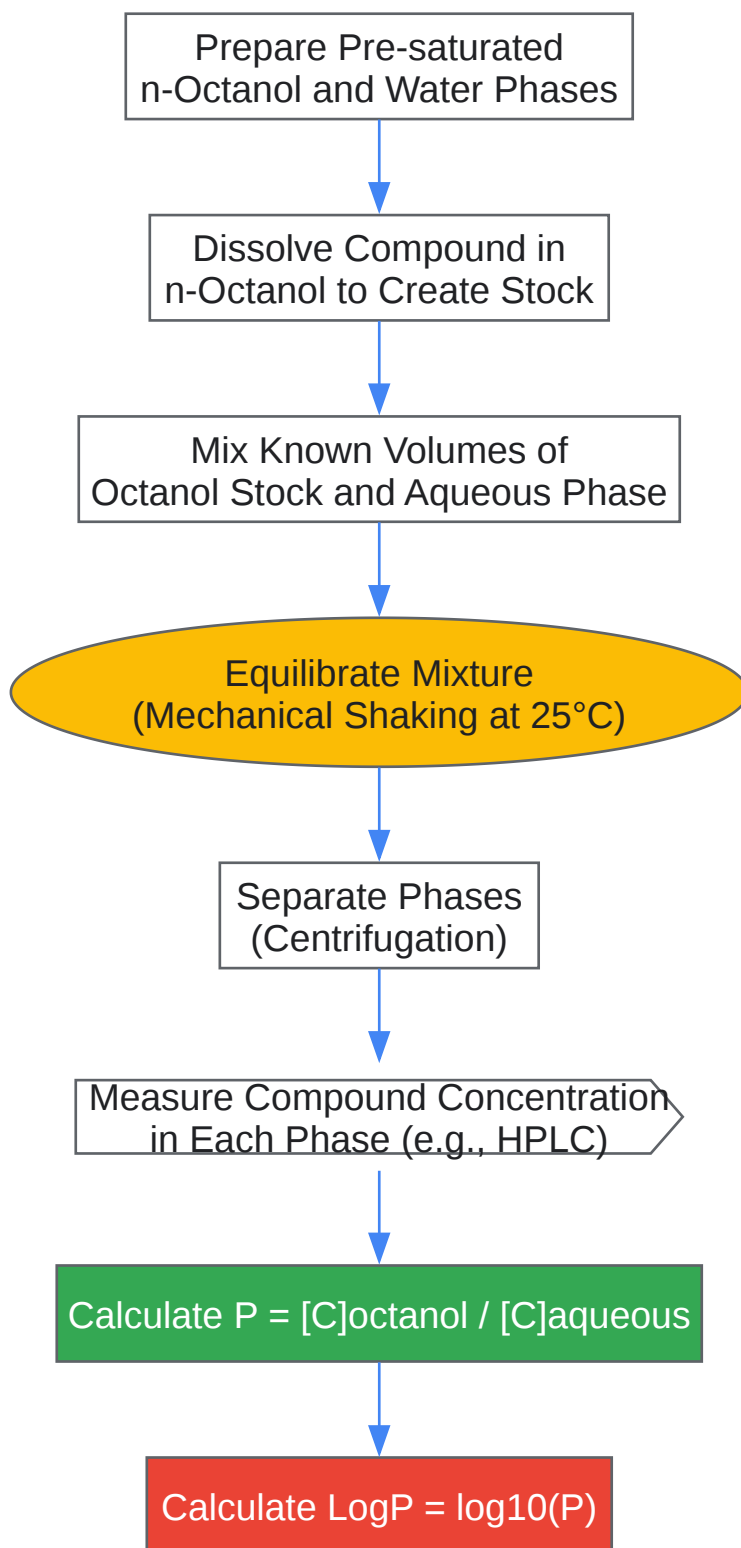 Prepare Pre-saturated
n-Octanol and Water Phases
Dissolve Compound in
n-Octanol to Create Stock
Mix Known Volumes of
Octanol Stock and Aqueous Phase
Equilibrate Mixture
(Mechanical Shaking at 25°C)
Separate Phases
(Centrifugation)
Measure Compound Concentration
in Each Phase (e.g., HPLC)
Calculate P = [C]octanol / [C]aqueous
Calculate LogP = log10(P)